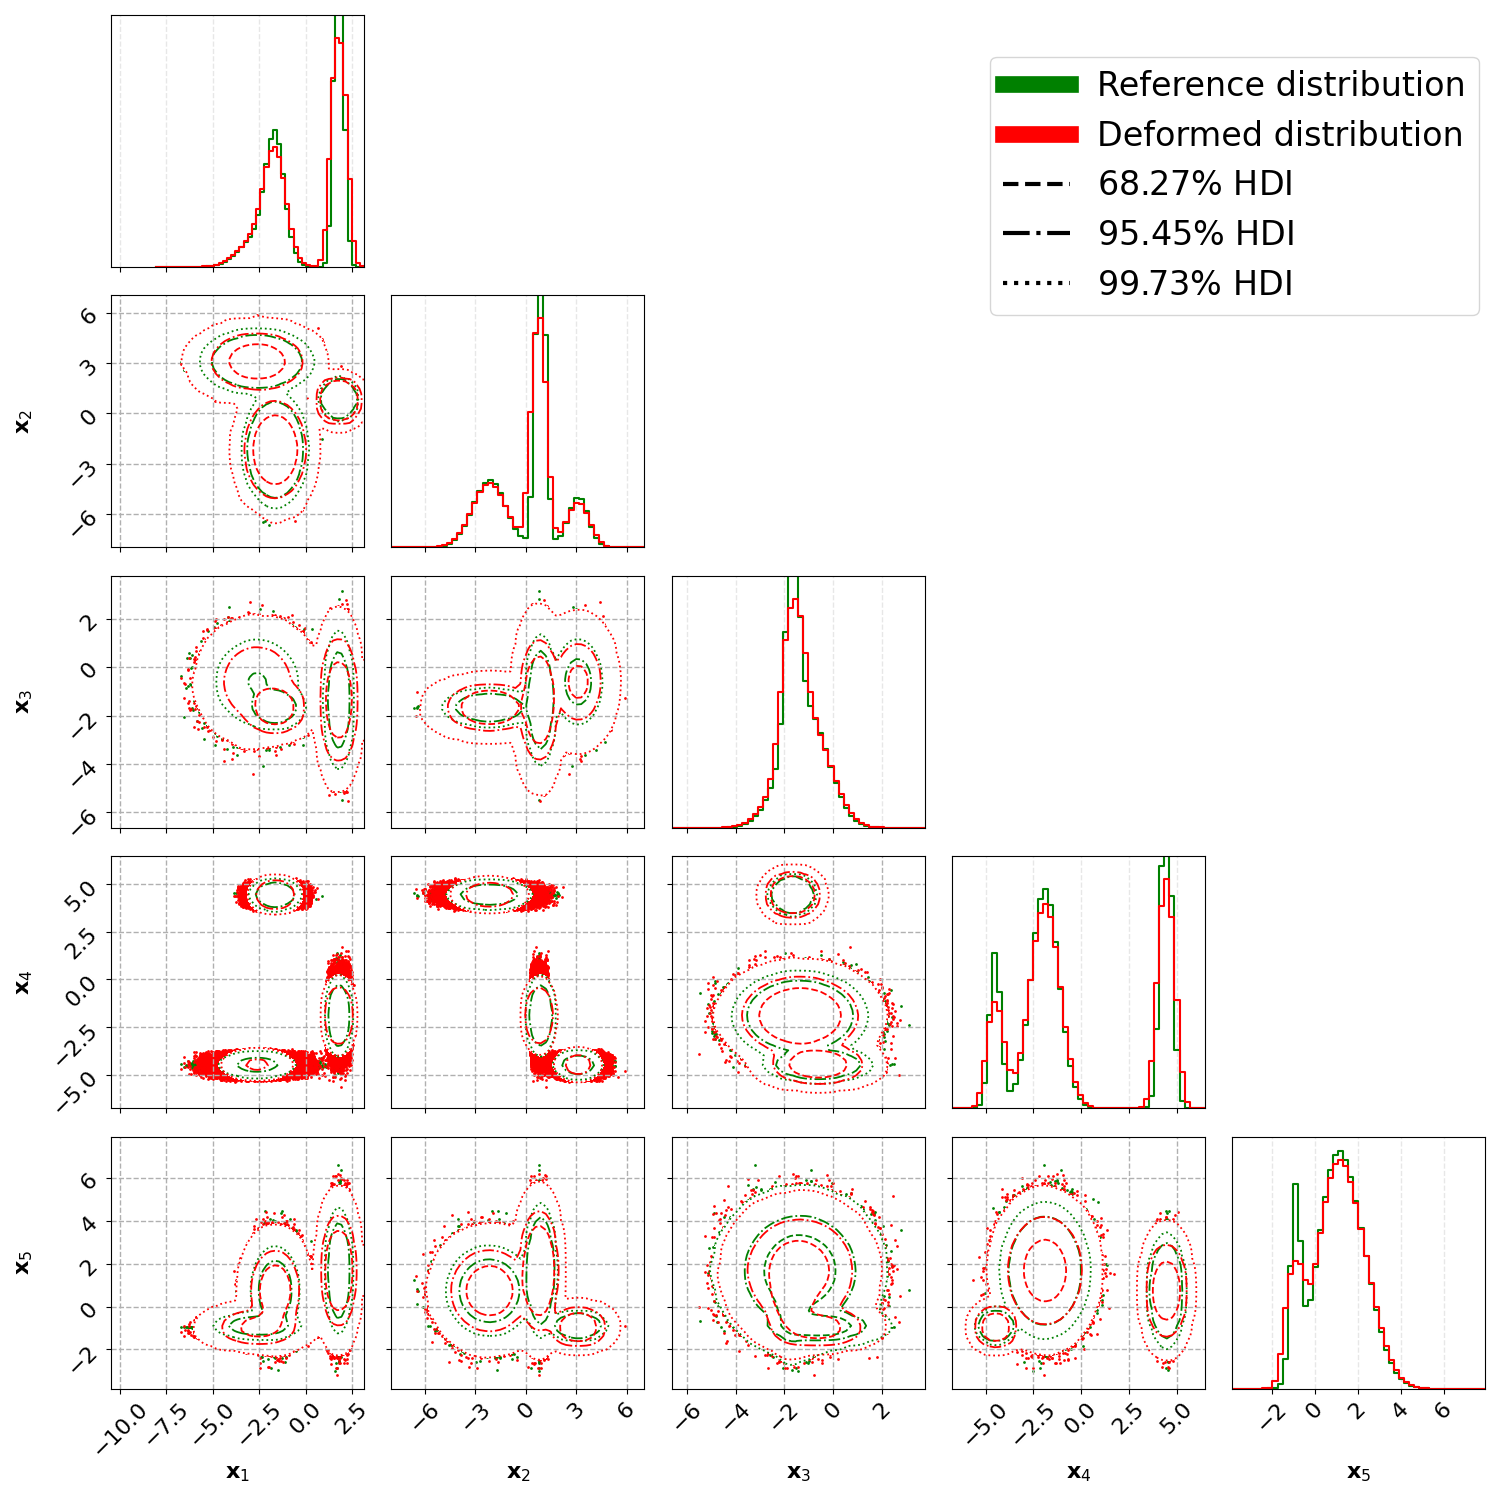 Reference distribution
Deformed distribution
68.27% HDI
95.45% HDI
99.73% HDI
6
3
0
−3
−6
x₂
2
0
−2
−4
−6
x₃
5.0
2.5
0.0
−2.5
−5.0
x₄
6
4
2
0
−2
x₅
−10.0 −7.5 −5.0 −2.5 0.0 2.5 −6 −3 0 3 6 −6 −4 −2 0 2 −5.0 −2.5 0.0 2.5 5.0 −2 0 2 4 6
x₁ x₂ x₃ x₄ x₅